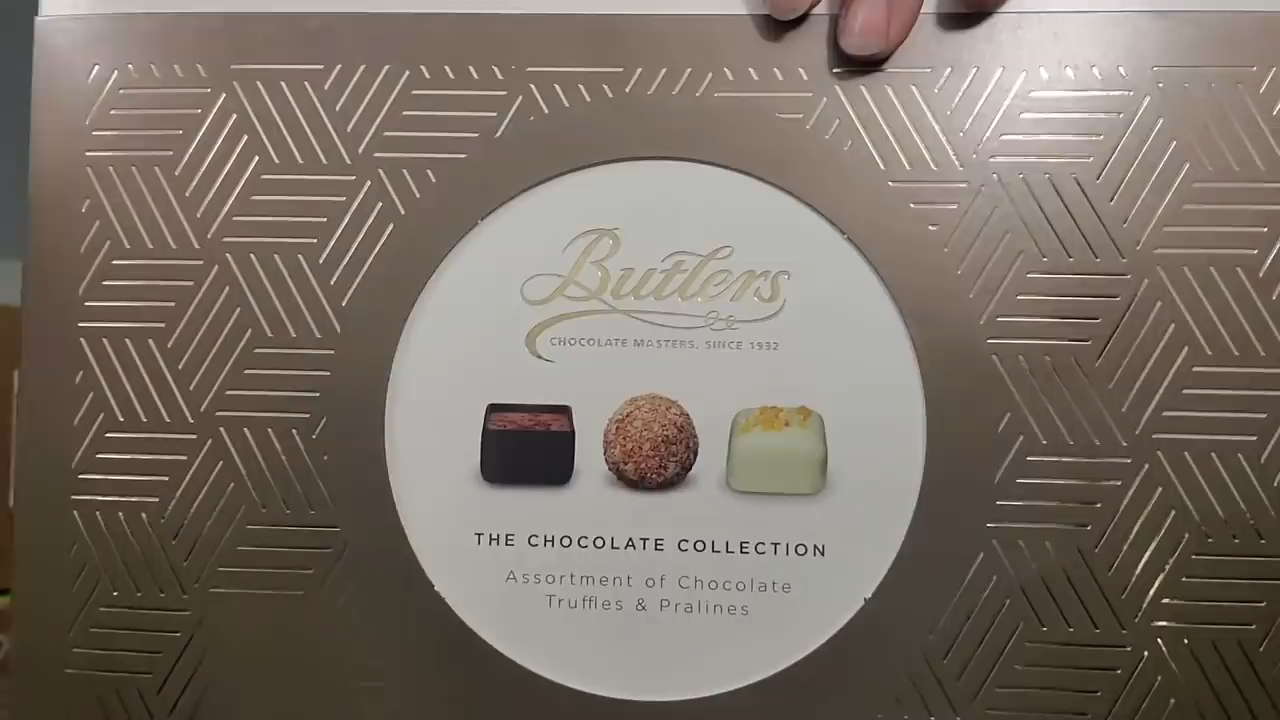 Butlers
CHOCOLATE MASTERS, SINCE 1932
THE CHOCOLATE COLLECTION
Assortment of Chocolate
Truffles & Pralines